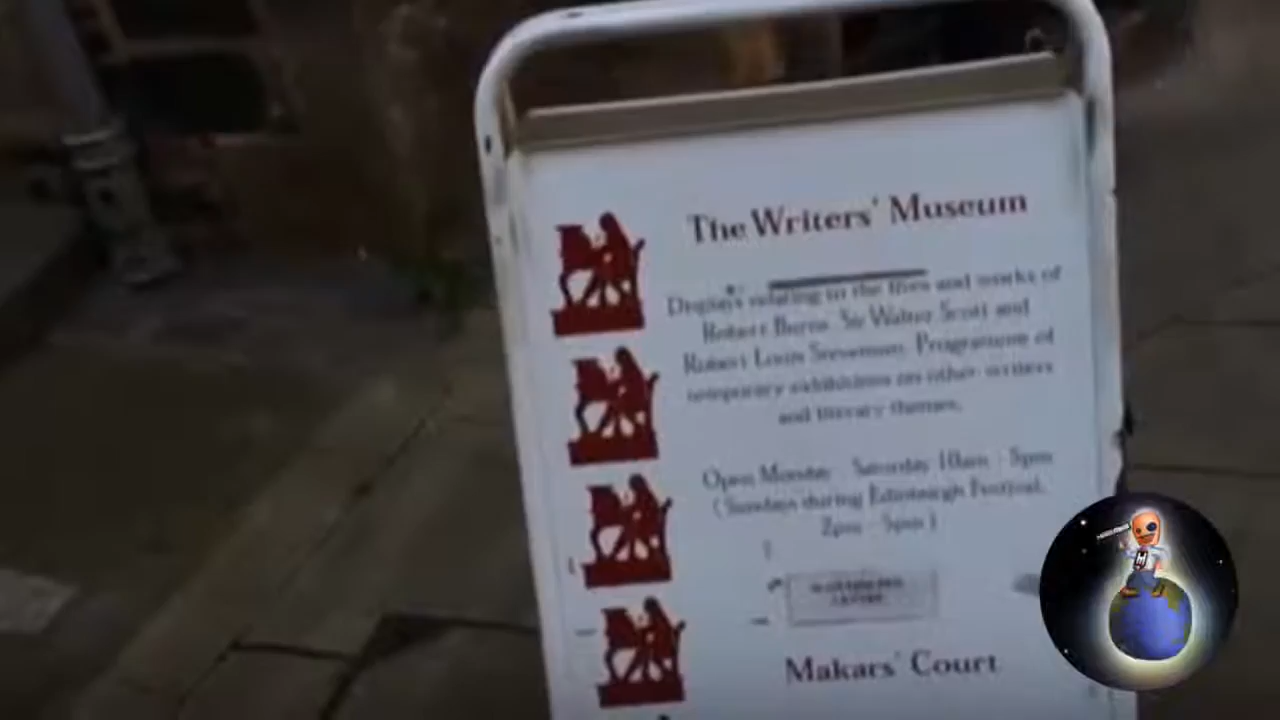 The Writers' Museum
Displays relating to the lives and works of
Robert Burns, Sir Walter Scott and
Robert Louis Stevenson. Programme of
temporary exhibitions on other writers
and literary themes.
Open Monday - Saturday 10am - 5pm
(Sundays during Edinburgh Festival,
2pm - 5pm)
Makars' Court